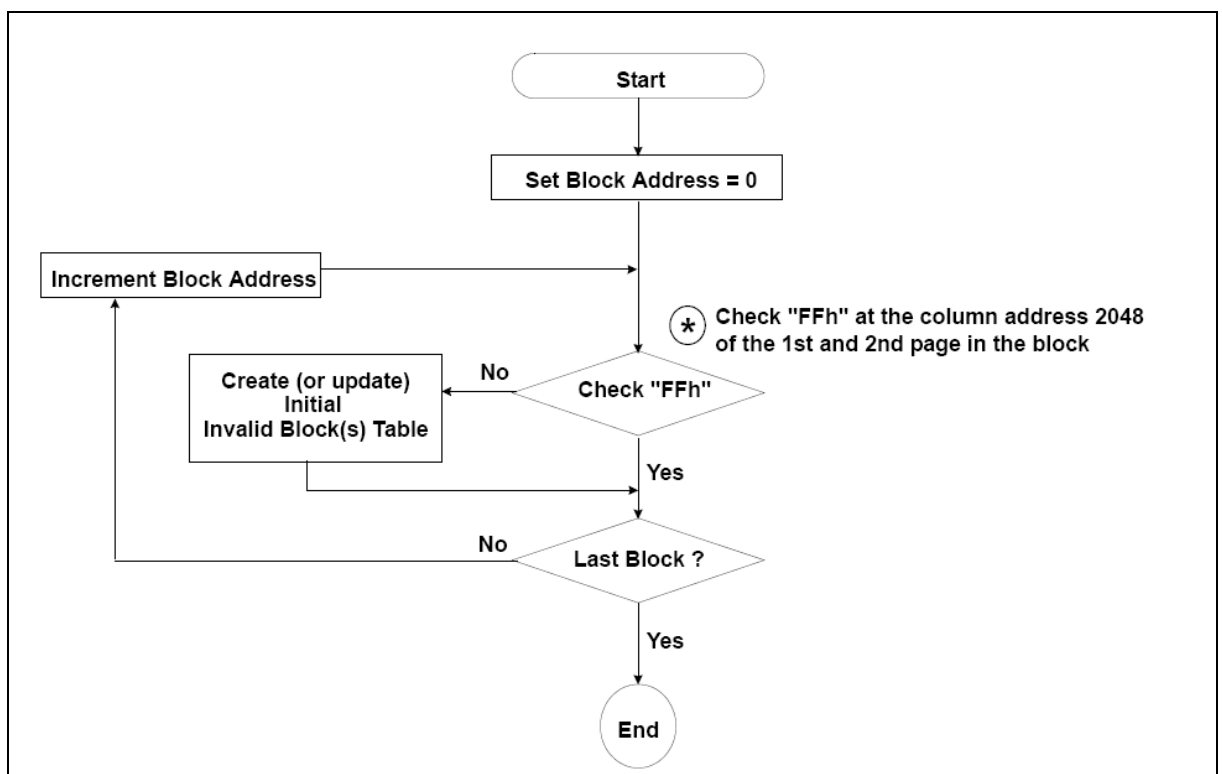 Start
Set Block Address = 0
Increment Block Address
* Check "FFh" at the column address 2048
of the 1st and 2nd page in the block
Check "FFh"
No
Create (or update)
Initial
Invalid Block(s) Table
Yes
Last Block ?
No
Yes
End